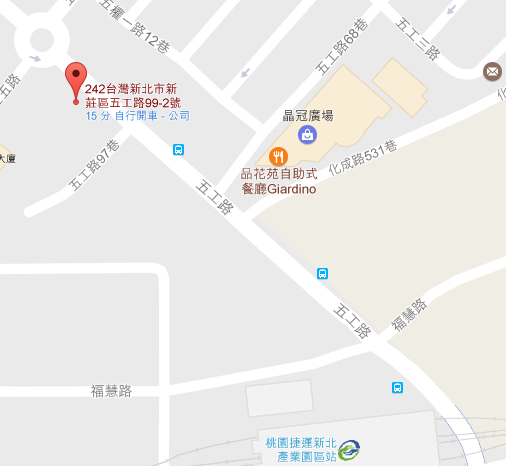 五權一路12巷
五工路68巷
五工三路
242台灣新北市新
莊區五工路99-2號
15 分 自行開車 - 公司
五路
晶冠廣場
化成路531巷
大廈
五工路97巷
品花苑自助式
餐廳Giardino
五工路
五工路
福慧路
福慧路
桃園捷運新北
產業園區站